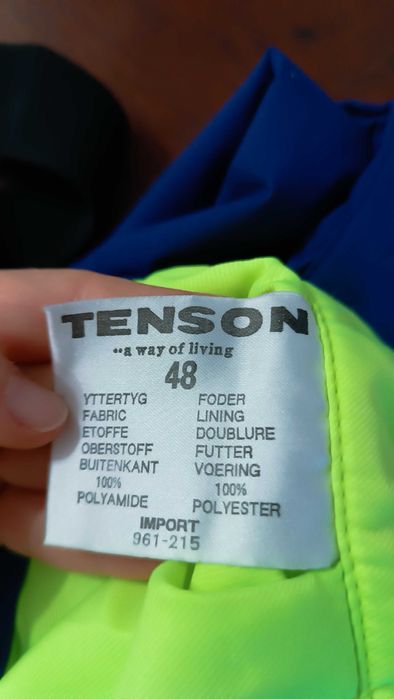 TENSON
••a way of living
48
YTTERTYG FODER
FABRIC LINING
ETOFFE DOUBLURE
OBERSTOFF FUTTER
BUITENKANT VOERING
100% 100%
POLYAMIDE POLYESTER
IMPORT
961-215